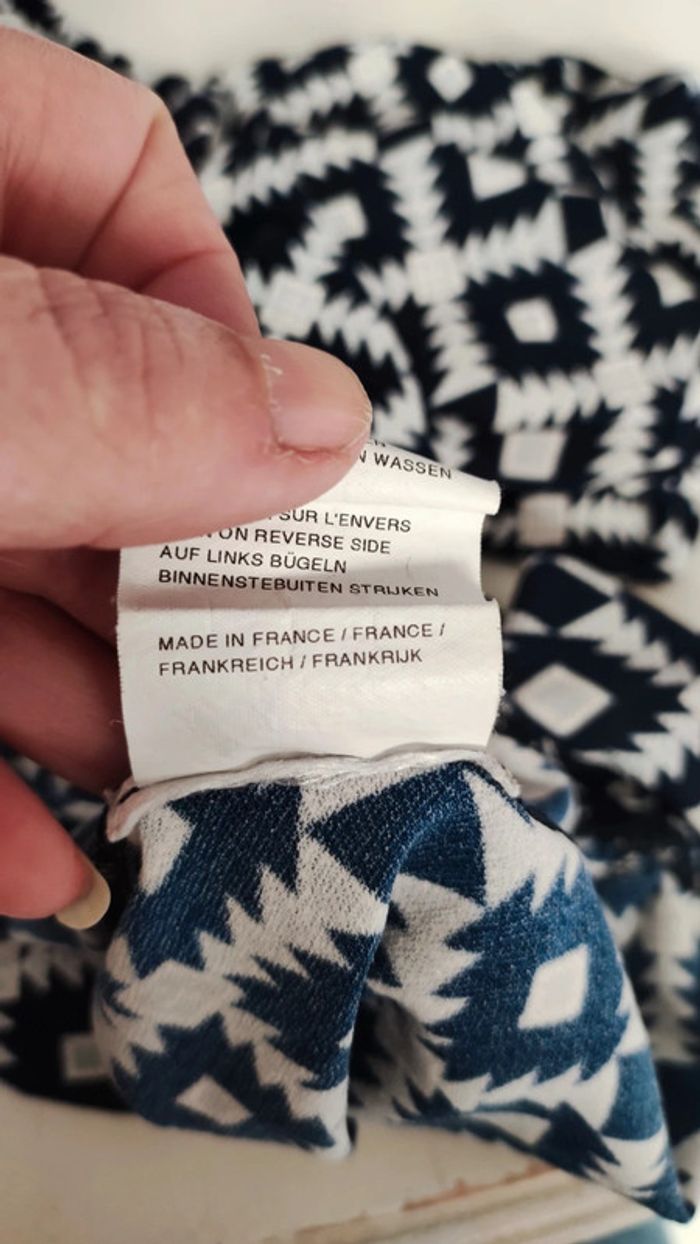 WASSEN
SUR L'ENVERS
ON REVERSE SIDE
AUF LINKS BÜGELN
BINNENSTEBUITEN STRIJKEN
MADE IN FRANCE / FRANCE /
FRANKREICH / FRANKRIJK